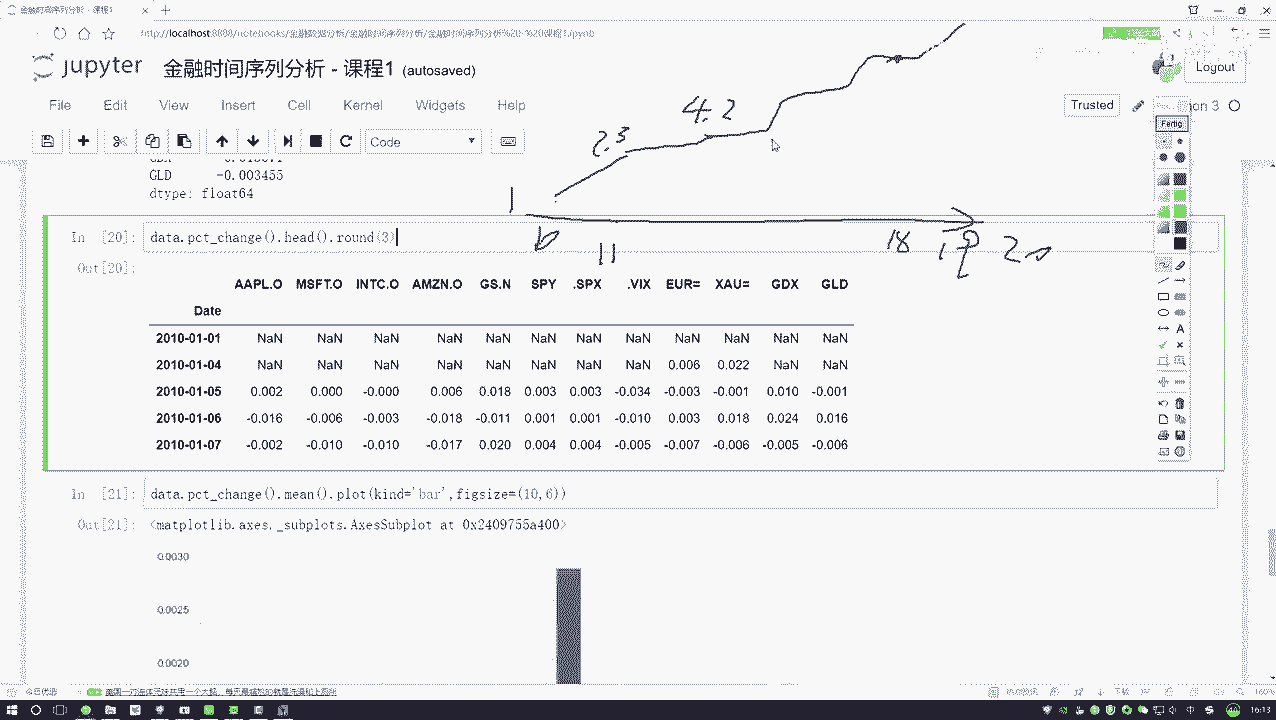 金融时间序列分析 - 课程1
jupyter 金融时间序列分析 - 课程1 (autosaved)
Logout
File Edit View Insert Cell Kernel Widgets Help
Trusted
Code
Fertig
GLD -0.003455
dtype: float64
2.3
4.2
1
11
18 19 20
In [20]: data.pct_change().head().round(3)
Out[20]:
AAPL.O MSFT.O INTC.O AMZN.O GS.N SPY .SPX .VIX EUR= XAU= GDX GLD
Date
2010-01-01 NaN NaN NaN NaN NaN NaN NaN NaN NaN NaN NaN NaN
2010-01-04 NaN NaN NaN NaN NaN NaN NaN NaN 0.006 0.022 NaN NaN
2010-01-05 0.002 0.000 -0.000 0.006 0.018 0.003 0.003 -0.034 -0.003 -0.001 0.010 -0.001
2010-01-06 -0.016 -0.006 -0.003 -0.018 -0.011 0.001 0.001 -0.010 0.003 0.018 0.024 0.016
2010-01-07 -0.002 -0.010 -0.010 -0.017 0.020 0.004 0.004 -0.005 -0.007 -0.006 -0.005 -0.006
In [21]: data.pct_change().mean().plot(kind='bar',figsize=(10,6))
Out[21]: <matplotlib.axes._subplots.AxesSubplot at 0x2409755a400>
0.0030
0.0025
0.0020
16:13